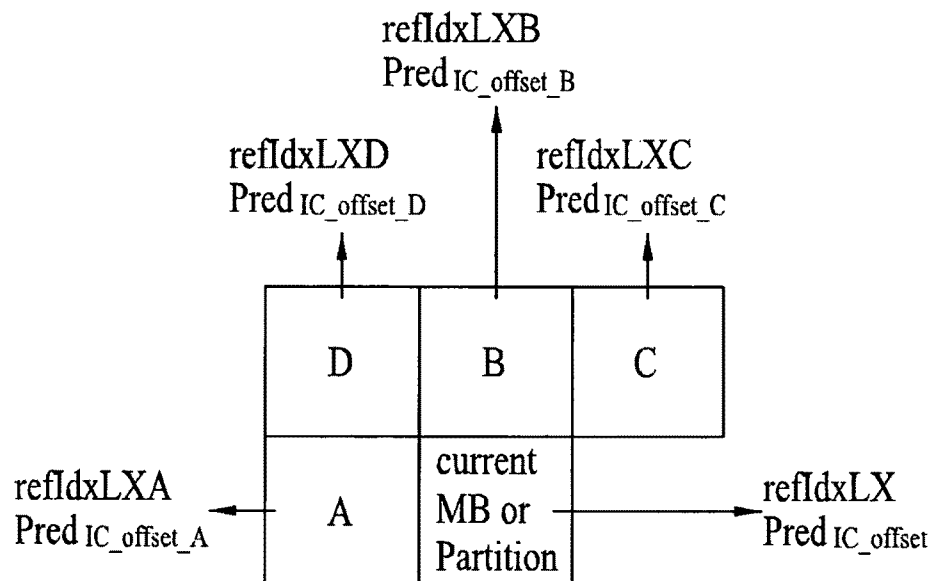 refIdxLXB
Pred IC_offset_B
refIdxLXD
Pred IC_offset_D
refIdxLXC
Pred IC_offset_C
D
B
C
refIdxLXA
Pred IC_offset_A
A
current
MB or
Partition
refIdxLX
Pred IC_offset